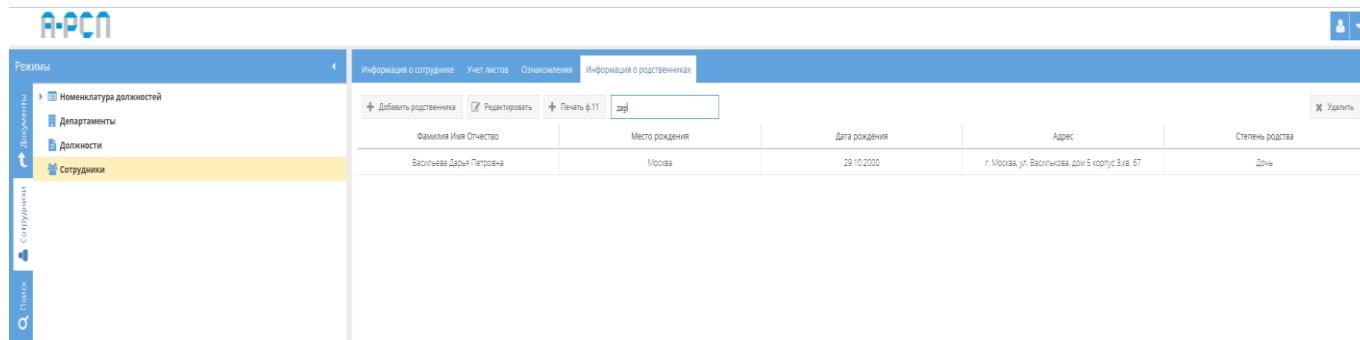 А-РСП
Режимы
Документы
Сотрудники
Поиск
Номенклатура должностей
Департаменты
Должности
Сотрудники
Информация о сотруднике Учет листов Ознакомления Информация о родственниках
Добавить родственника Редактировать Печать ф.11 дар Удалить
Фамилия Имя Отчество Место рождения Дата рождения Адрес Степень родства
Васильева Дарья Петровна Москва 29.10.2000 г. Москва, ул. Василькова, дом 5 корпус 3,кв. 67 Дочь